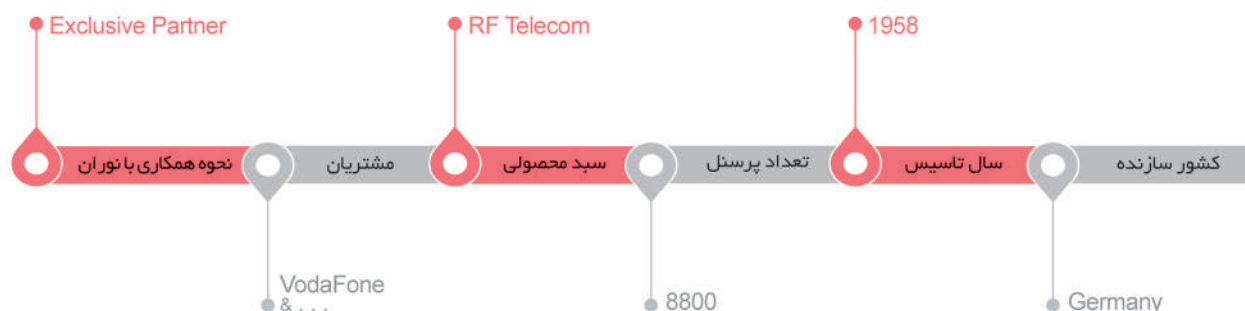 Exclusive Partner
RF Telecom
1958
کشور سازنده
سال تاسیس
تعداد پرسنل
سبد محصولی
مشتریان
نحوه همکاری با نوران
VodaFone
& . . .
8800
Germany